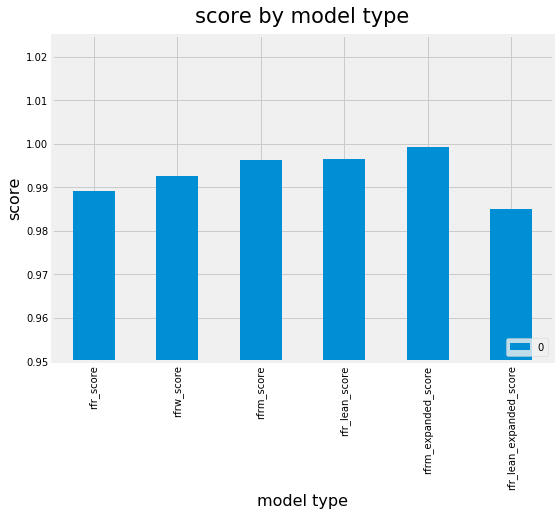 score by model type
score
1.02
1.01
1.00
0.99
0.98
0.97
0.96
0.95
0
rfr_score
rfrw_score
rfrm_score
rfr_lean_score
rfrm_expanded_score
rfr_lean_expanded_score
model type